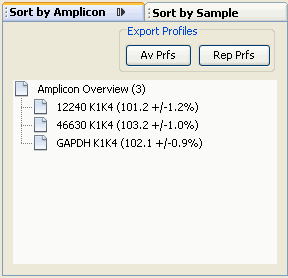 Sort by Amplicon
Sort by Sample
Export Profiles
Av Prfs
Rep Prfs
Amplicon Overview (3)
12240 K1K4 (101.2 +/-1.2%)
46630 K1K4 (103.2 +/-1.0%)
GAPDH K1K4 (102.1 +/-0.9%)